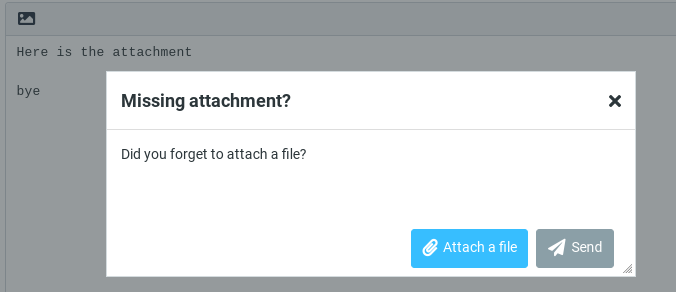 Here is the attachment
bye
Missing attachment?
Did you forget to attach a file?
Attach a file
Send